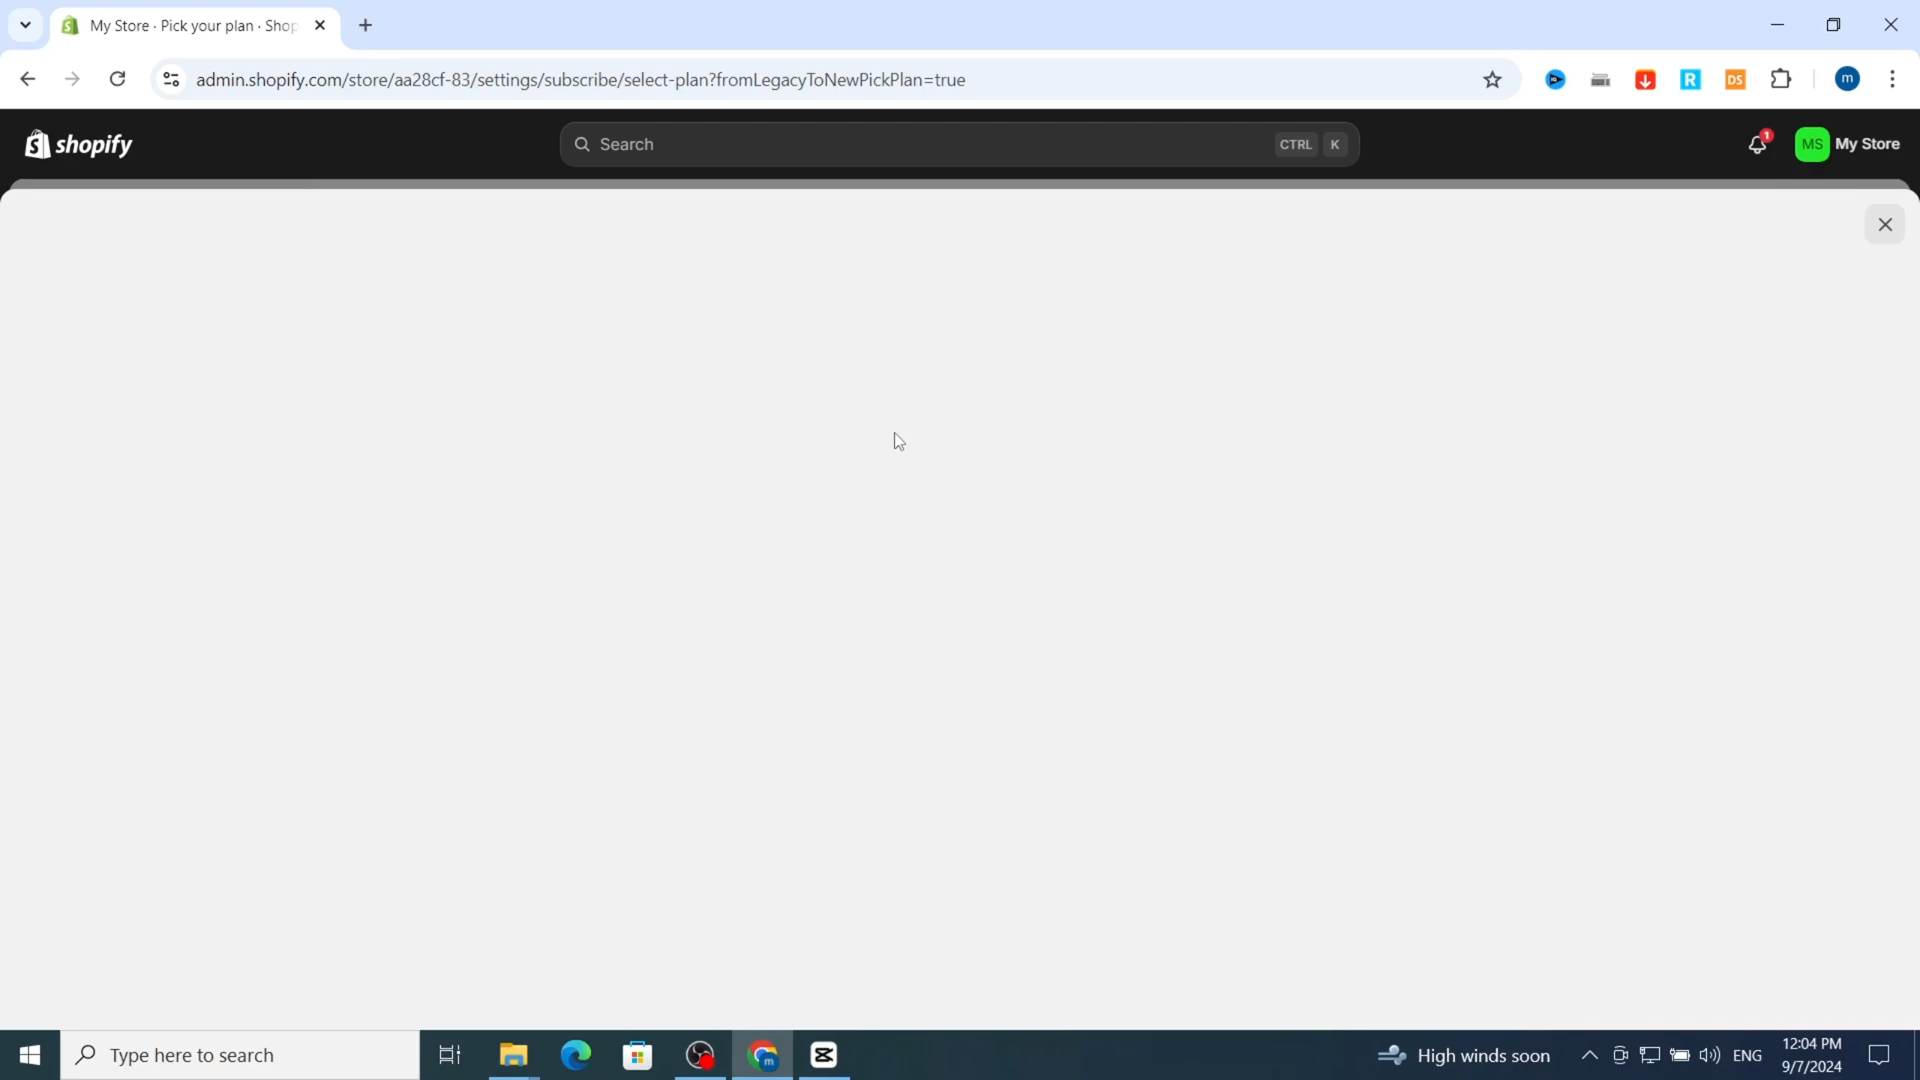 My Store · Pick your plan · Shop
admin.shopify.com/store/aa28cf-83/settings/subscribe/select-plan?fromLegacyToNewPickPlan=true
R
DS
m
shopify
Search
CTRL
K
1
MS
My Store
Type here to search
High winds soon
ENG
12:04 PM
9/7/2024